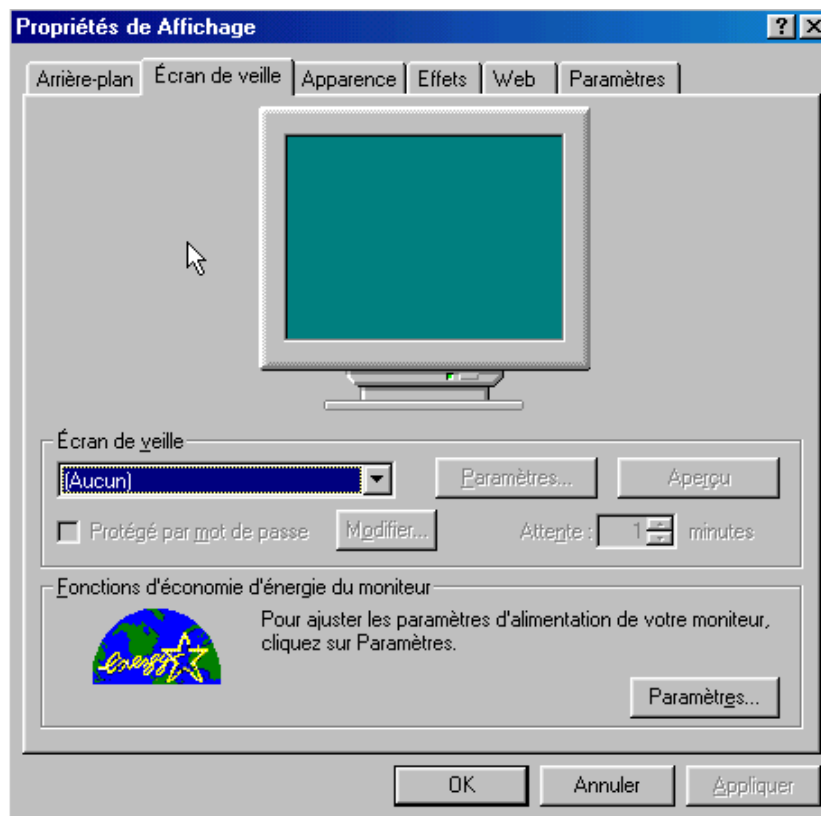 Propriétés de Affichage
Arrière-plan Écran de veille Apparence Effets Web Paramètres
Écran de veille
(Aucun) Paramètres... Aperçu
Protégé par mot de passe Modifier... Attente : 1 minutes
Fonctions d'économie d'énergie du moniteur
Pour ajuster les paramètres d'alimentation de votre moniteur,
cliquez sur Paramètres.
energy
Paramètres...
OK Annuler Appliquer